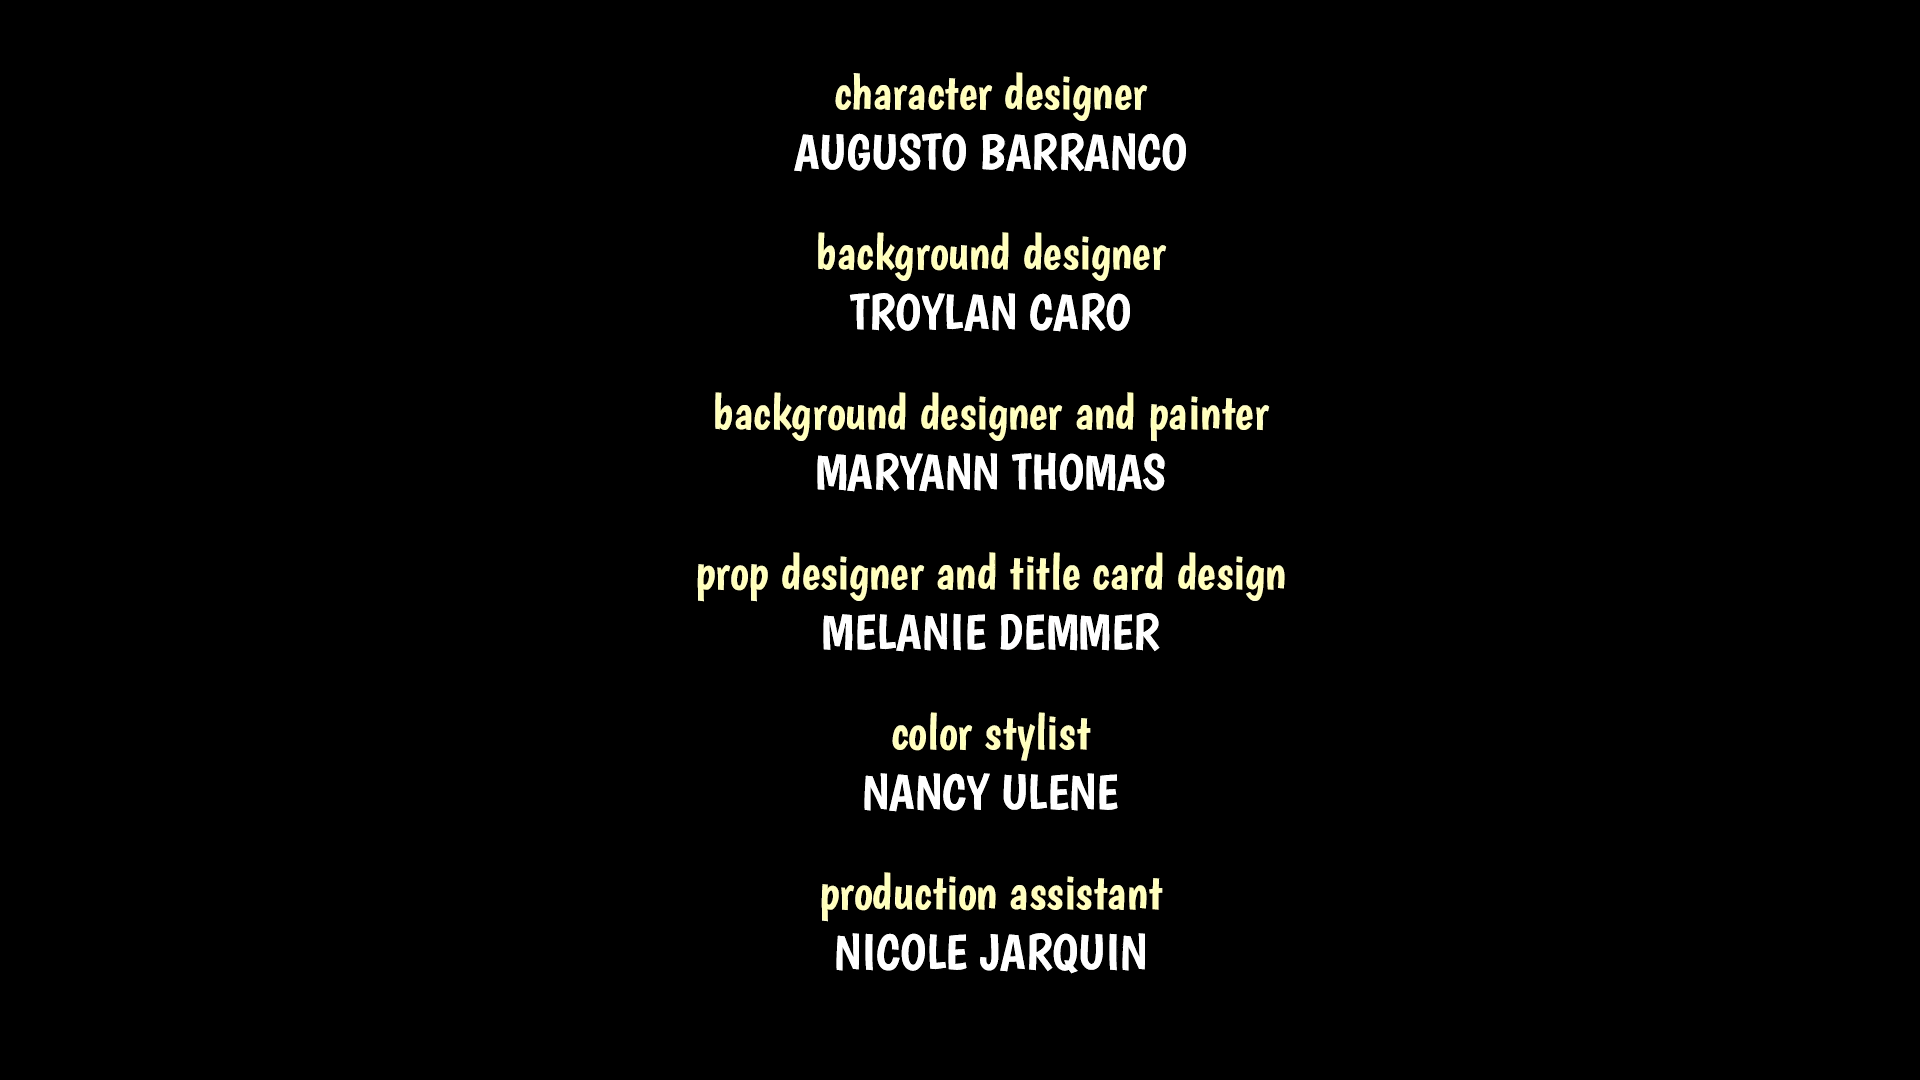 character designer
AUGUSTO BARRANCO
background designer
TROYLAN CARO
background designer and painter
MARYANN THOMAS
prop designer and title card design
MELANIE DEMMER
color stylist
NANCY ULENE
production assistant
NICOLE JARQUIN